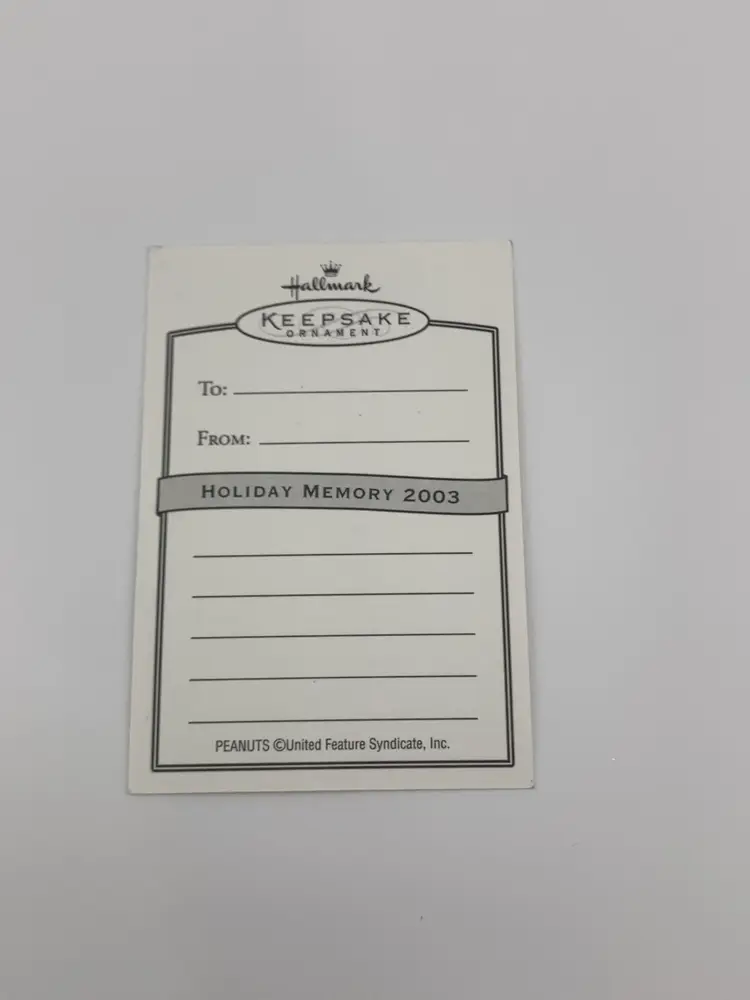 Hallmark
KEEPSAKE
ORNAMENT
TO:
FROM:
HOLIDAY MEMORY 2003
PEANUTS ©United Feature Syndicate, Inc.